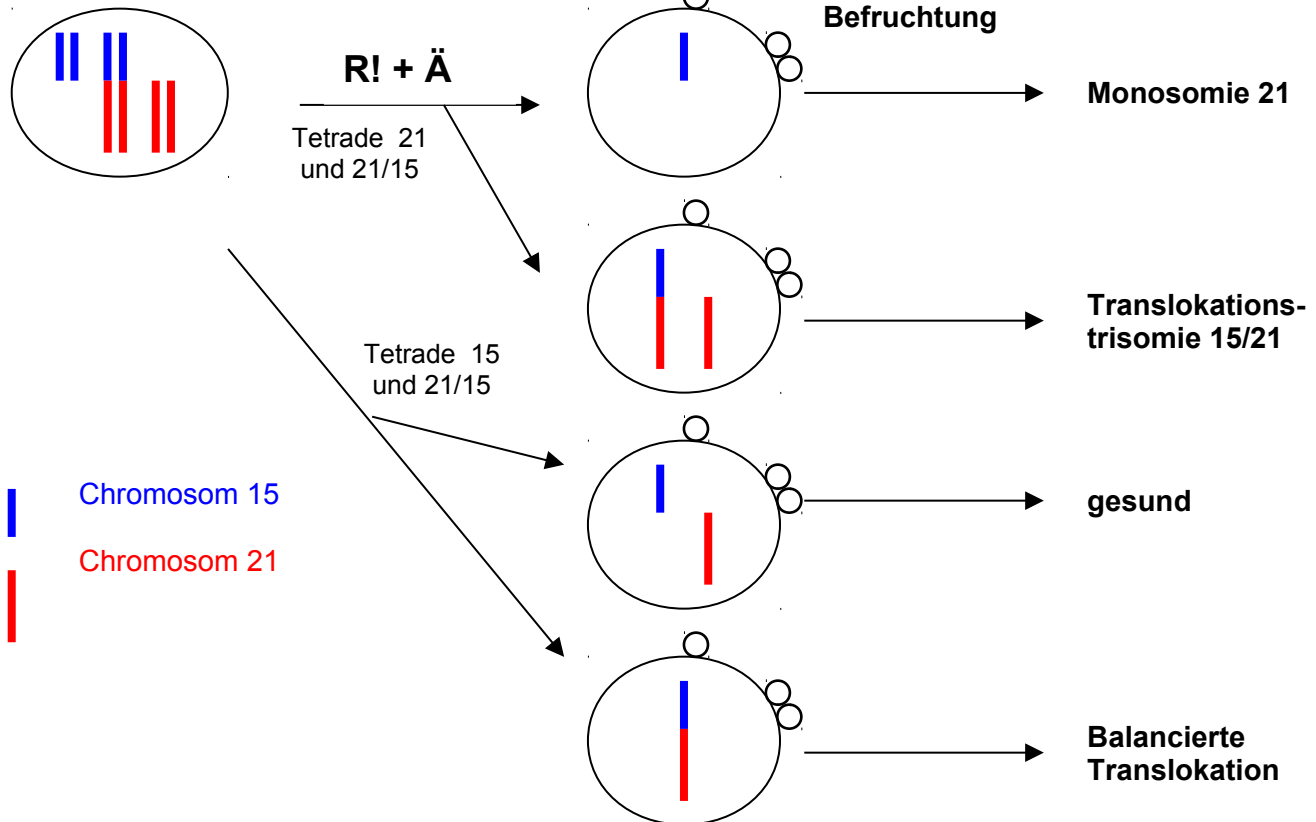 Befruchtung
R! + Ä
Tetrade 21
und 21/15
Monosomie 21
Translokations-
trisomie 15/21
Tetrade 15
und 21/15
Chromosom 15
gesund
Chromosom 21
Balancierte
Translokation